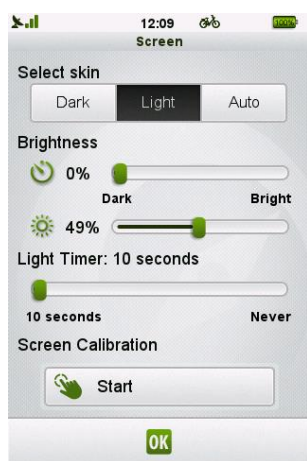 12:09 100%
Screen
Select skin
Dark Light Auto
Brightness
0%
Dark Bright
49%
Light Timer: 10 seconds
10 seconds Never
Screen Calibration
Start
OK